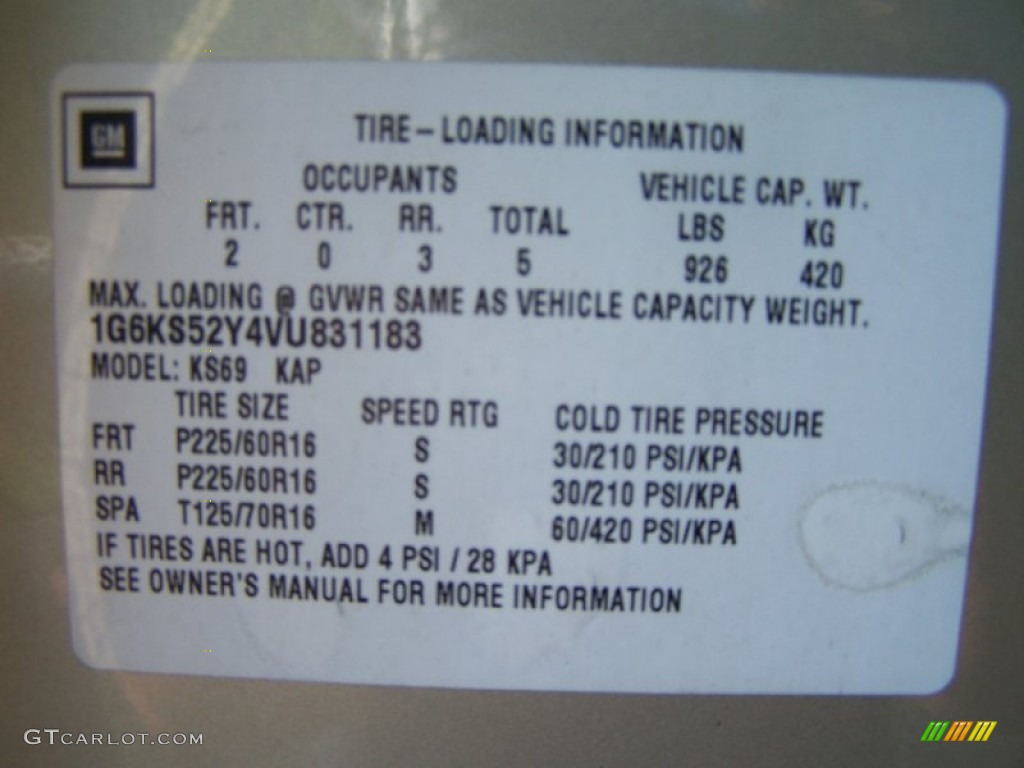 GM
TIRE – LOADING INFORMATION
OCCUPANTS VEHICLE CAP. WT.
FRT. CTR. RR. TOTAL LBS KG
2 0 3 5 926 420
MAX. LOADING @ GVWR SAME AS VEHICLE CAPACITY WEIGHT.
1G6KS52Y4VU831183
MODEL: KS69 KAP
TIRE SIZE SPEED RTG COLD TIRE PRESSURE
FRT P225/60R16 S 30/210 PSI/KPA
RR P225/60R16 S 30/210 PSI/KPA
SPA T125/70R16 M 60/420 PSI/KPA
IF TIRES ARE HOT, ADD 4 PSI / 28 KPA
SEE OWNER'S MANUAL FOR MORE INFORMATION
GTCARLOT.COM